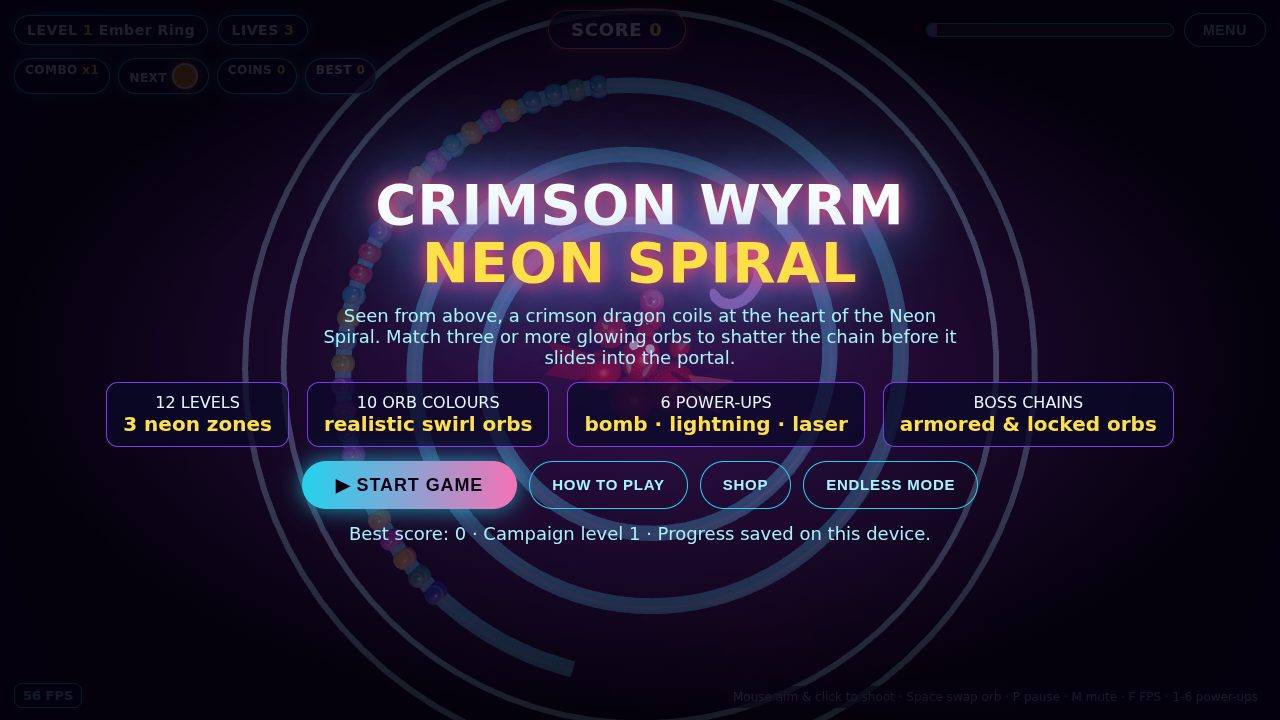 LEVEL 1 Ember Ring
LIVES 3
SCORE 0
MENU
COMBO x1
NEXT
COINS 0
BEST 0
CRIMSON WYRM
NEON SPIRAL
Seen from above, a crimson dragon coils at the heart of the Neon
Spiral. Match three or more glowing orbs to shatter the chain before it
slides into the portal.
12 LEVELS
3 neon zones
10 ORB COLOURS
realistic swirl orbs
6 POWER-UPS
bomb · lightning · laser
BOSS CHAINS
armored & locked orbs
▶ START GAME
HOW TO PLAY
SHOP
ENDLESS MODE
Best score: 0 · Campaign level 1 · Progress saved on this device.
56 FPS
Mouse aim & click to shoot · Space swap orb · P pause · M mute · F FPS · 1-6 power-ups